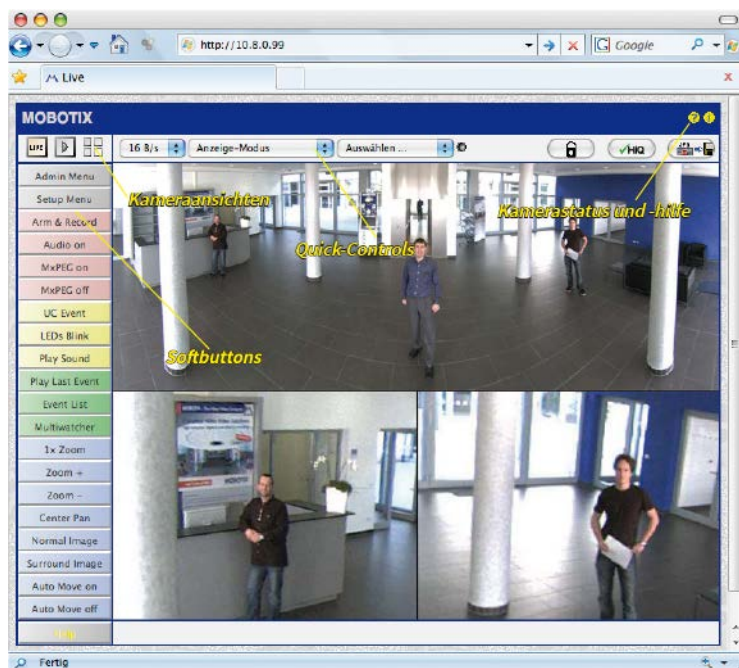 http://10.8.0.99
Google
Live
MOBOTIX
LIVE
16 B/s
Anzeige-Modus
Auswählen ...
HIQ
Admin Menu
Setup Menu
Arm & Record
Audio on
MxPEG on
MxPEG off
UC Event
LEDs Blink
Play Sound
Play Last Event
Event List
Multiwatcher
1x Zoom
Zoom +
Zoom -
Center Pan
Normal Image
Surround Image
Auto Move on
Auto Move off
Help
Kameraansichten
Quick-Controls
Kamerastatus und -hilfe
Softbuttons
MOBOTIX
Fertig